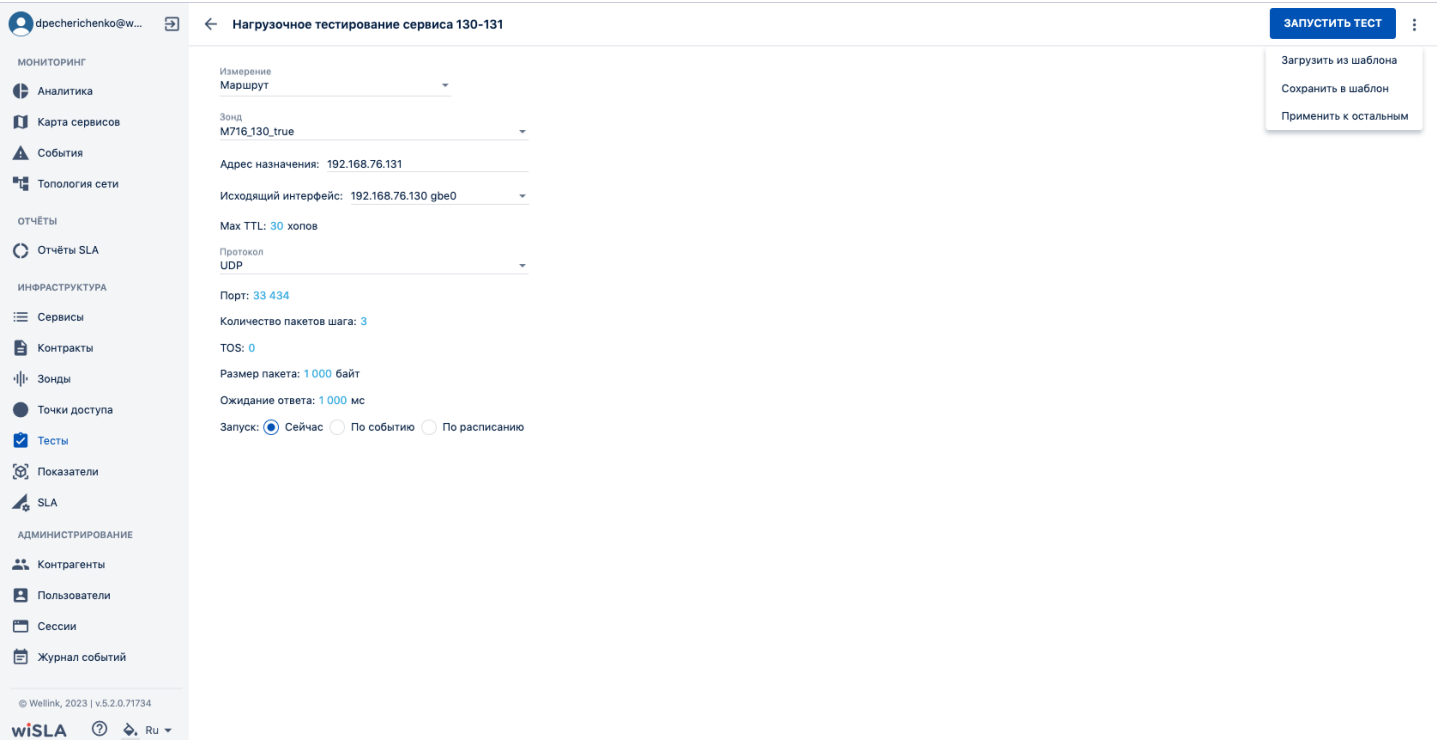 dpecherichenko@w...
МОНИТОРИНГ
Аналитика
Карта сервисов
События
Топология сети
ОТЧЁТЫ
Отчёты SLA
ИНФРАСТРУКТУРА
Сервисы
Контракты
Зонды
Точки доступа
Тесты
Показатели
SLA
АДМИНИСТРИРОВАНИЕ
Контрагенты
Пользователи
Сессии
Журнал событий
© Wellink, 2023 | v.5.2.0.71734
wiSLA
Ru
Нагрузочное тестирование сервиса 130-131
ЗАПУСТИТЬ ТЕСТ
Загрузить из шаблона
Сохранить в шаблон
Применить к остальным
Измерение
Маршрут
Зонд
M716_130_true
Адрес назначения: 192.168.76.131
Исходящий интерфейс: 192.168.76.130 gbe0
Max TTL: 30 хопов
Протокол
UDP
Порт: 33 434
Количество пакетов шага: 3
TOS: 0
Размер пакета: 1 000 байт
Ожидание ответа: 1 000 мс
Запуск: Сейчас По событию По расписанию